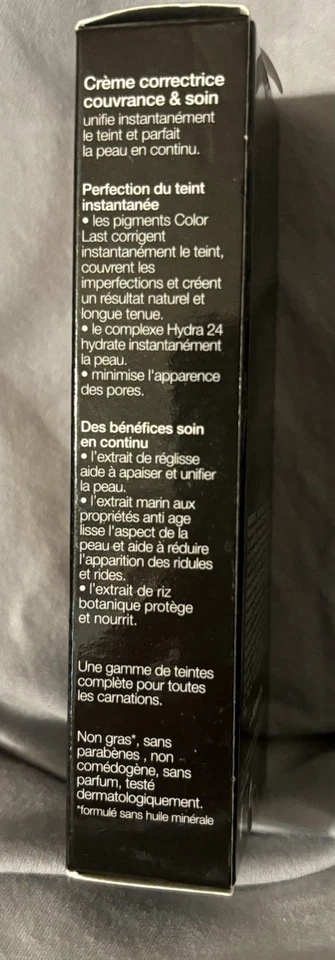 Crème correctrice
couvrance & soin
unifie instantanément
le teint et parfait
la peau en continu.
Perfection du teint
instantanée
• les pigments Color
Last corrigent
instantanément le teint,
couvrent les
imperfections et créent
un résultat naturel et
longue tenue.
• le complexe Hydra 24
hydrate instantanément
la peau.
• minimise l'apparence
des pores.
Des bénéfices soin
en continu
• l'extrait de réglisse
aide à apaiser et unifier
la peau.
• l'extrait marin aux
propriétés anti age
lisse l'aspect de la
peau et aide à réduire
l'apparition des ridules
et rides.
• l'extrait de riz
botanique protège
et nourrit.
Une gamme de teintes
complète pour toutes
les carnations.
Non gras*, sans
parabènes , non
comédogène, sans
parfum, testé
dermatologiquement.
*formulé sans huile minérale